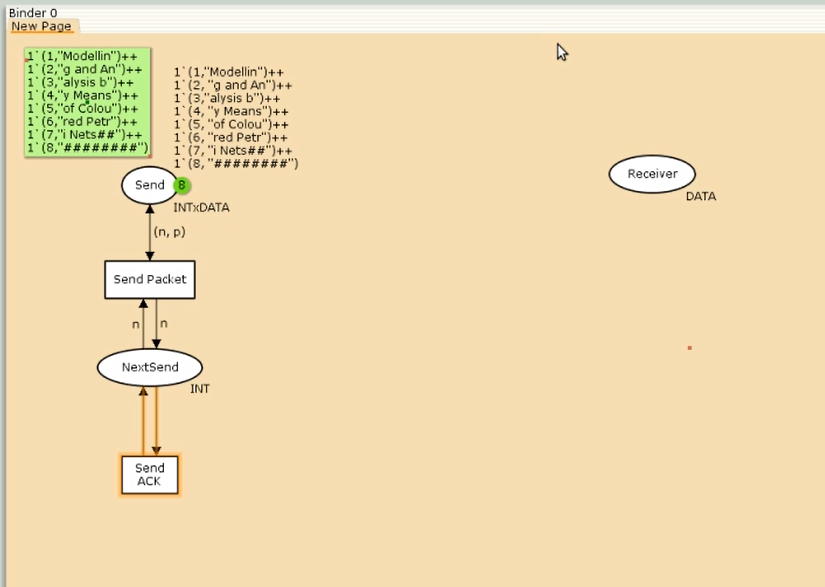 Binder 0
New Page
1`(1,"Modellin")++
1`(2,"g and An")++
1`(3,"alysis b")++
1`(4,"y Means")++
1`(5,"of Colou")++
1`(6,"red Petr")++
1`(7,"i Nets##")++
1`(8,"########")
1`(1,"Modellin")++
1`(2, "g and An")++
1`(3,"alysis b")++
1`(4, "y Means")++
1`(5, "of Colou")++
1`(6, "red Petr")++
1`(7, "i Nets##")++
1`(8, "########")
Send
8
INTxDATA
(n, p)
Send Packet
n
n
NextSend
INT
Send
ACK
Receiver
DATA